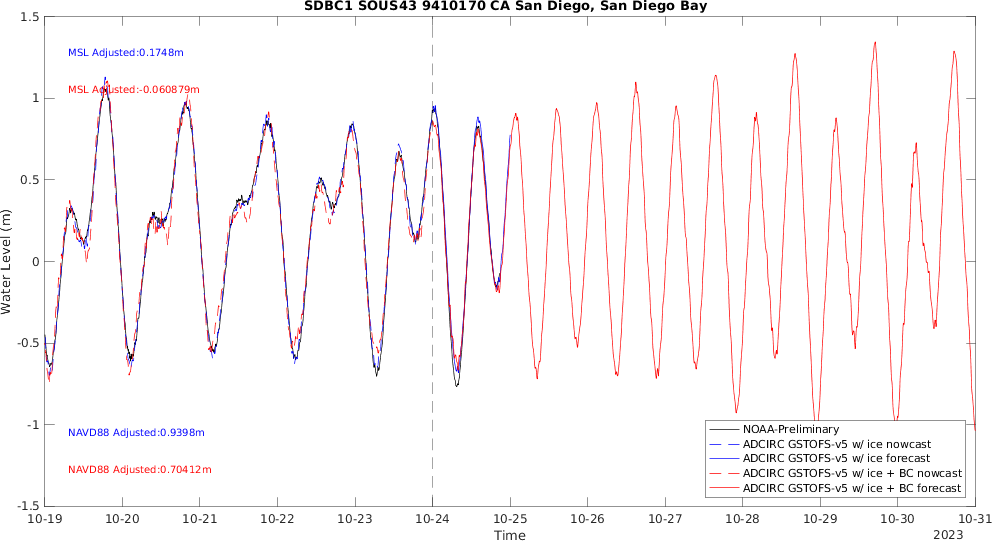 SDBC1 SOUS43 9410170 CA San Diego, San Diego Bay
1.5
MSL Adjusted:0.1748m
MSL Adjusted:-0.060879m
1
0.5
Water Level (m)
0
-0.5
-1
NAVD88 Adjusted:0.9398m
NAVD88 Adjusted:0.70412m
NOAA-Preliminary
ADCIRC GSTOFS-v5 w/ ice nowcast
ADCIRC GSTOFS-v5 w/ ice forecast
ADCIRC GSTOFS-v5 w/ ice + BC nowcast
ADCIRC GSTOFS-v5 w/ ice + BC forecast
-1.5
10-19 10-20 10-21 10-22 10-23 10-24 10-25 10-26 10-27 10-28 10-29 10-30 10-31
Time
2023